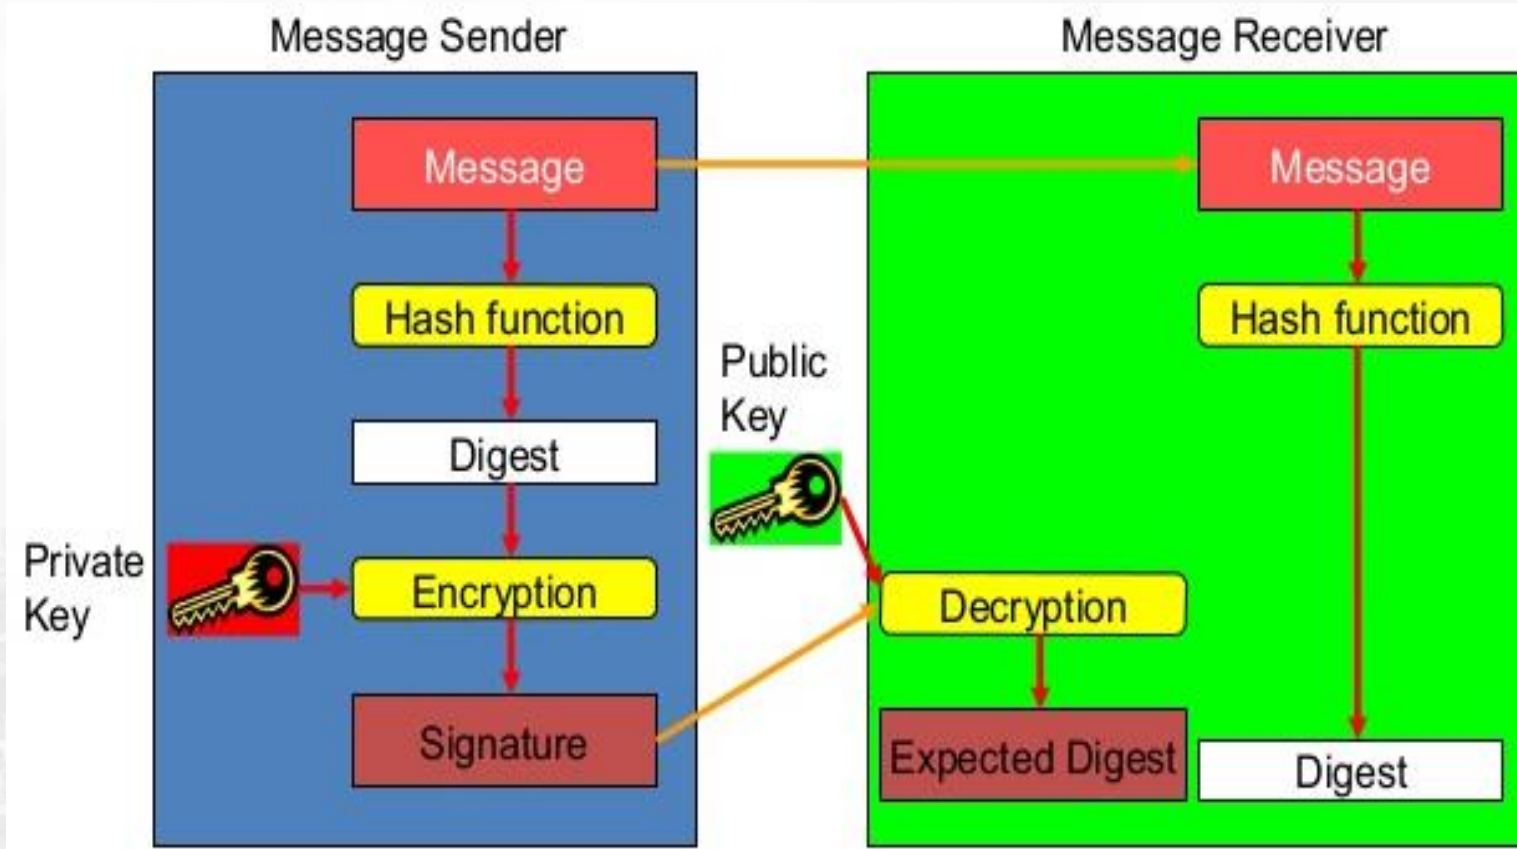 Message Sender
Message Receiver
Message
Message
Hash function
Hash function
Public
Key
Digest
Private
Key
Encryption
Decryption
Signature
Expected Digest
Digest